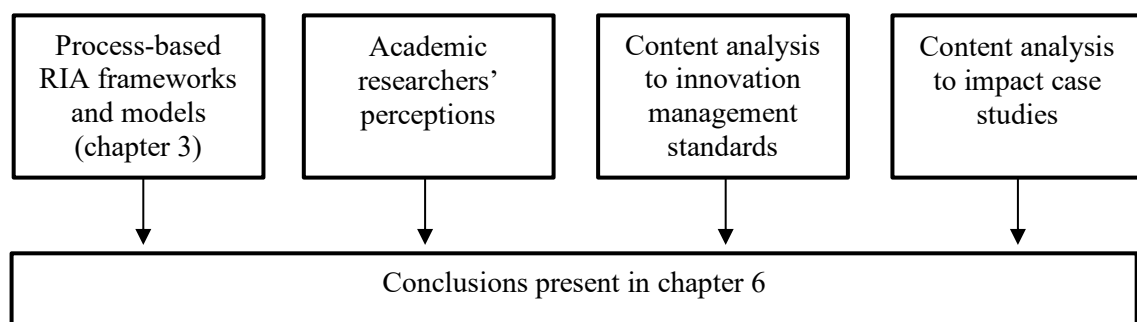 Process-based
RIA frameworks
and models
(chapter 3)
Academic
researchers’
perceptions
Content analysis
to innovation
management
standards
Content analysis
to impact case
studies
Conclusions present in chapter 6